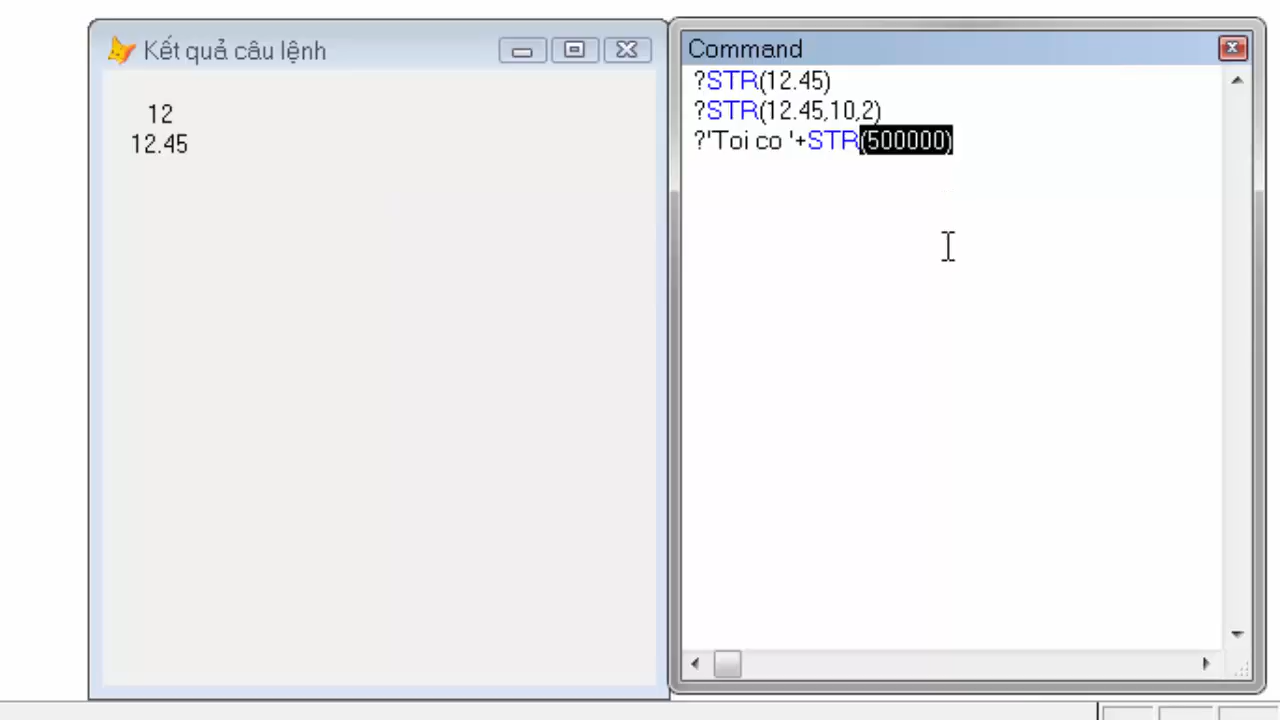 Kết quả câu lệnh
12
12.45
Command
?STR(12.45)
?STR(12.45,10,2)
?'Toi co '+STR(500000)